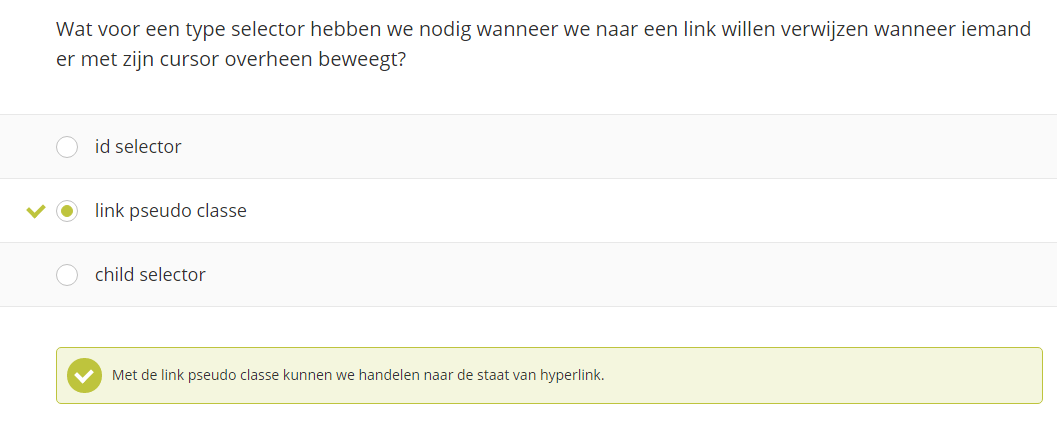 Wat voor een type selector hebben we nodig wanneer we naar een link willen verwijzen wanneer iemand
er met zijn cursor overheen beweegt?
id selector
link pseudo classe
child selector
Met de link pseudo classe kunnen we handelen naar de staat van hyperlink.